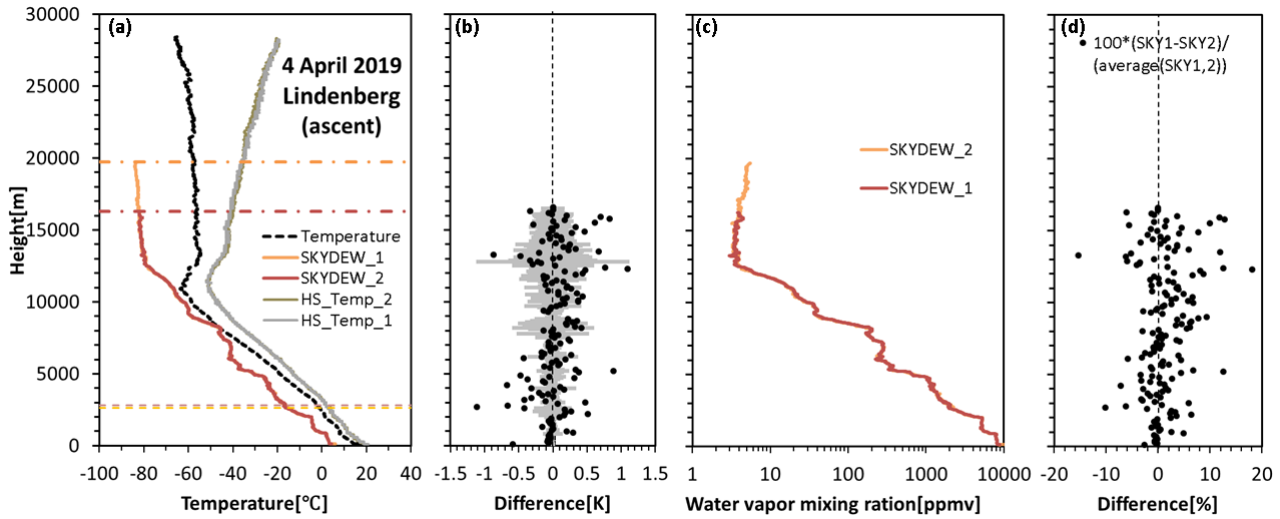 (a)
(b)
(c)
(d)
30000
25000
20000
15000
10000
5000
0
Height[m]
4 April 2019
Lindenberg
(ascent)
Temperature
SKYDEW_1
SKYDEW_2
HS_Temp_2
HS_Temp_1
-100 -80 -60 -40 -20 0 20 40
Temperature[℃]
-1.5 -1 -0.5 0 0.5 1 1.5
Difference[K]
SKYDEW_2
SKYDEW_1
1 10 100 1000 10000
Water vapor mixing ration[ppmv]
100*(SKY1-SKY2)/
(average(SKY1,2))
-20 -10 0 10 20
Difference[%]